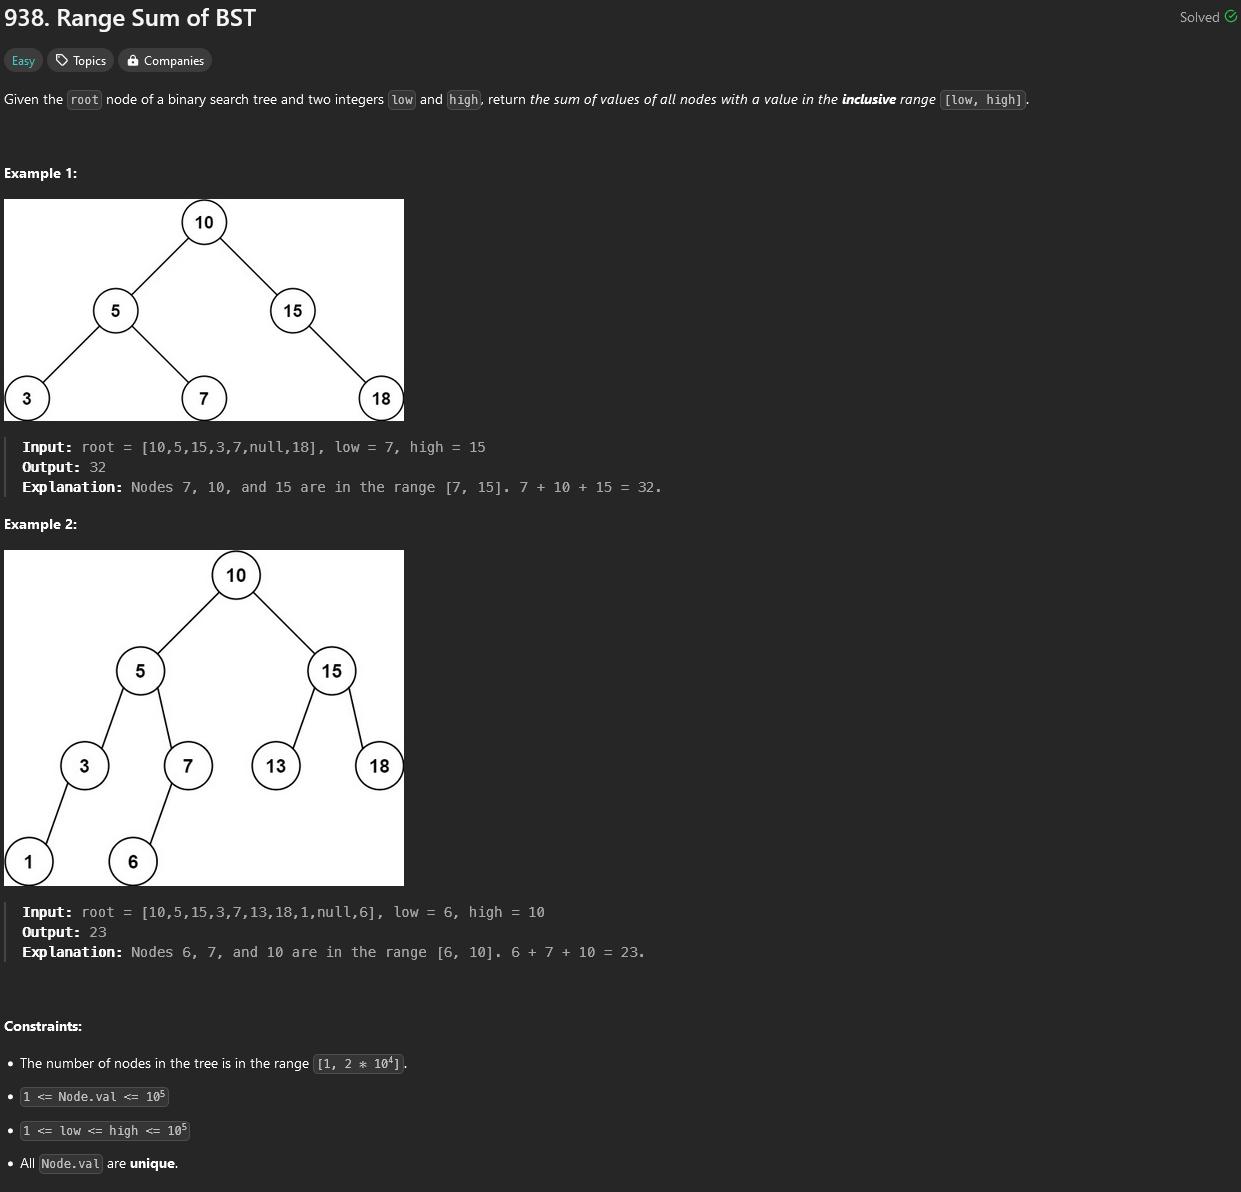 938. Range Sum of BST
Solved
Easy Topics Companies
Given the root node of a binary search tree and two integers low and high, return the sum of values of all nodes with a value in the inclusive range [low, high].
Example 1:
10
5 15
3 7 18
Input: root = [10,5,15,3,7,null,18], low = 7, high = 15
Output: 32
Explanation: Nodes 7, 10, and 15 are in the range [7, 15]. 7 + 10 + 15 = 32.
Example 2:
10
5 15
3 7 13 18
1 6
Input: root = [10,5,15,3,7,13,18,1,null,6], low = 6, high = 10
Output: 23
Explanation: Nodes 6, 7, and 10 are in the range [6, 10]. 6 + 7 + 10 = 23.
Constraints:
• The number of nodes in the tree is in the range [1, 2 * 10⁴].
• 1 <= Node.val <= 10⁵
• 1 <= low <= high <= 10⁵
• All Node.val are unique.